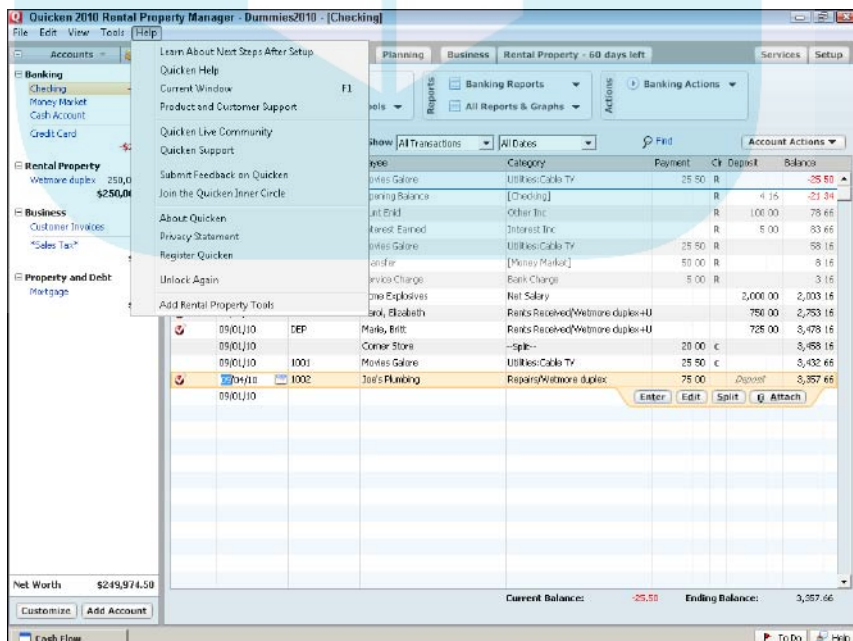 Quicken 2010 Rental Property Manager - Dummies2010 - [Checking]
File Edit View Tools Help
Accounts Planning Business Rental Property - 60 days left Services Setup
Learn About Next Steps After Setup
Quicken Help
Current Window F1
Product and Customer Support
Quicken Live Community
Quicken Support
Submit Feedback on Quicken
Join the Quicken Inner Circle
About Quicken
Privacy Statement
Register Quicken
Unlock Again
Add Rental Property Tools
Banking
Checking
Money Market
Cash Account
Credit Card
Rental Property
Wetmore duplex 250,0
$250,0
Business
Customer Invoices
*Sales Tax*
Property and Debt
Mortgage
Reports
Banking Reports
All Reports & Graphs
Actions
Banking Actions
Show All Transactions All Dates Find Account Actions
Category Payment Clr Deposit Balance
Utilities:Cable TV 25 50 R -25 50
[Checking] R 4 16 -21 34
Other Inc R 100 00 78 66
Interest Inc R 5 00 83 66
Utilities:Cable TV 25 50 R 58 16
[Money Market] 50 00 R 8 16
Bank Charge 5 00 R 3 16
Net Salary 2,000 00 2,003 16
Rents Received/Wetmore duplex+U 750 00 2,753 16
09/01/10 DEP Marie, Britt Rents Received/Wetmore duplex+U 725 00 3,478 16
09/01/10 Corner Store --Split-- 20 00 c 3,458 16
09/01/10 1001 Movies Galore Utilities:Cable TV 25 50 c 3,432 66
09/04/10 1002 Joe's Plumbing Repairs/Wetmore duplex 75 00 Deposit 3,357 66
09/01/10 Enter Edit Split Attach
Net Worth $249,974.50
Current Balance: -25.50 Ending Balance: 3,357.66
Customize Add Account
Cash Flow To Do Help